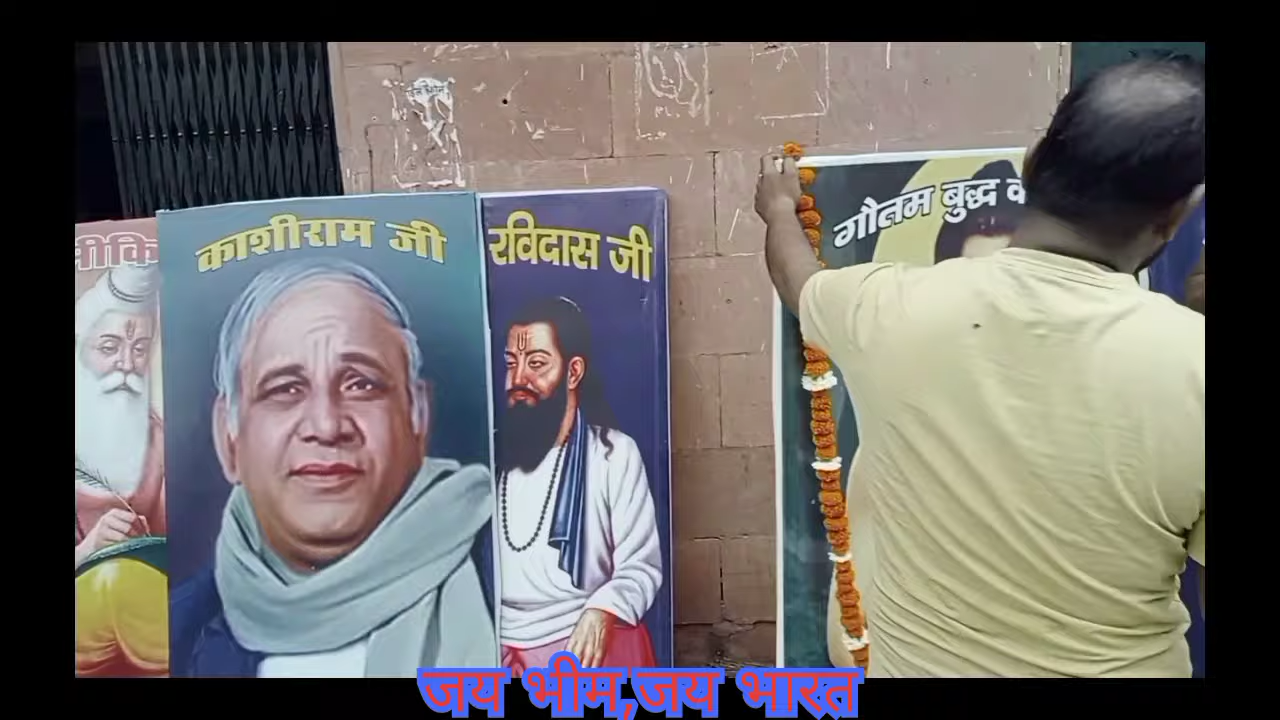 काशीराम जी
रविदास जी
गौतम बुद्ध
जय भीम,जय भारत